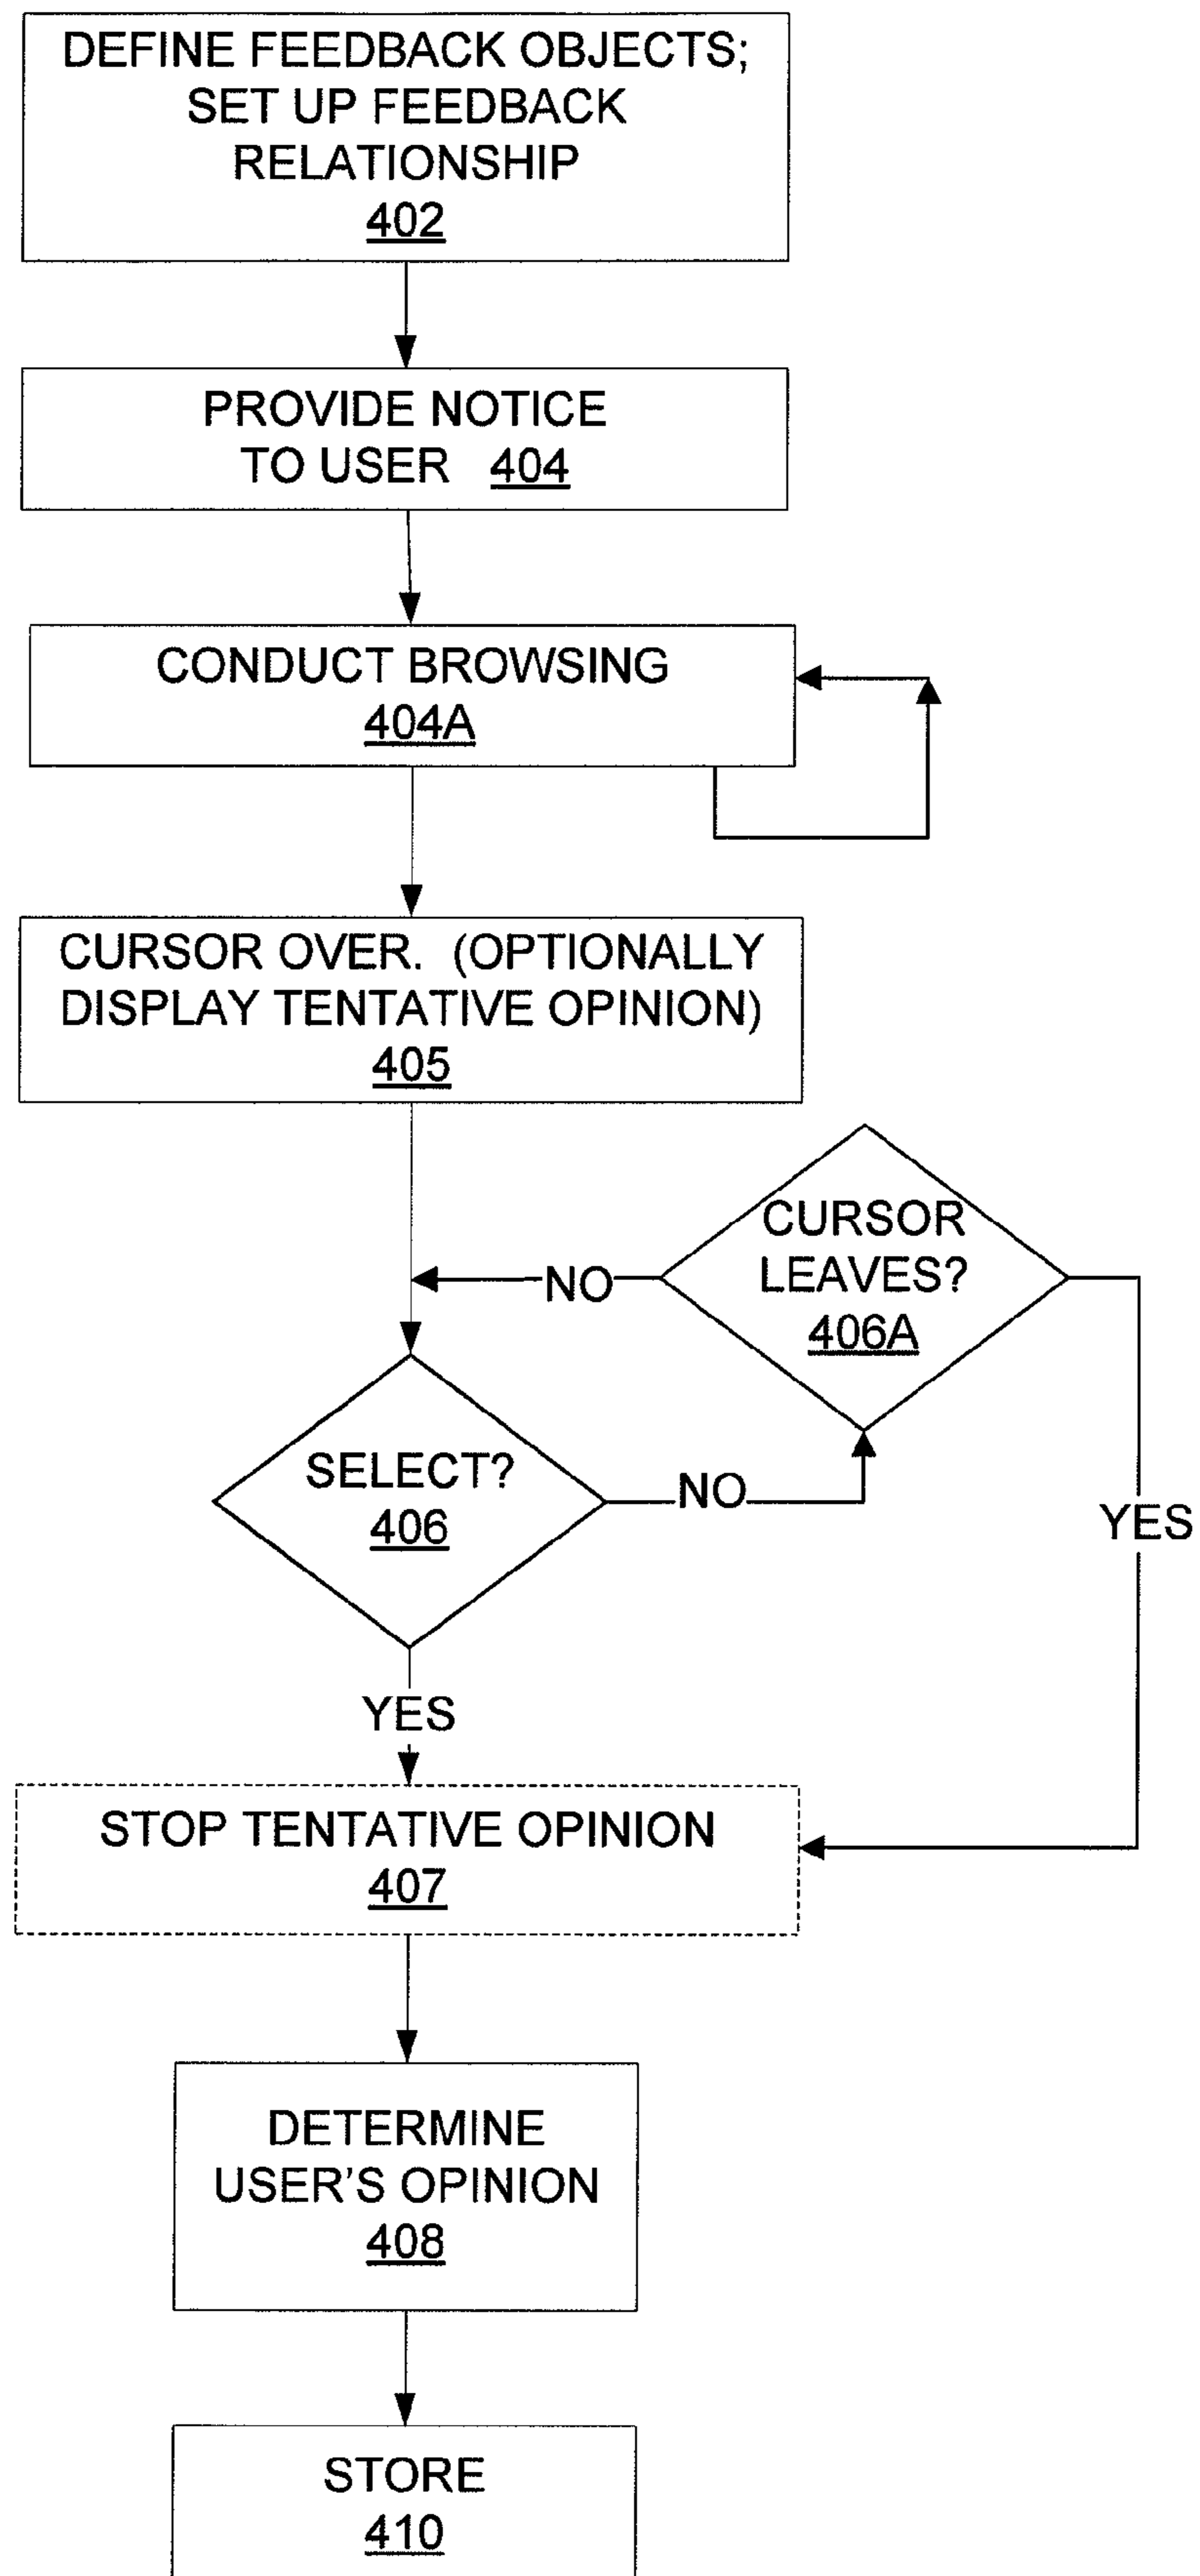 DEFINE FEEDBACK OBJECTS;
SET UP FEEDBACK
RELATIONSHIP
402
PROVIDE NOTICE
TO USER 404
CONDUCT BROWSING
404A
CURSOR OVER. (OPTIONALLY
DISPLAY TENTATIVE OPINION)
405
CURSOR
LEAVES?
406A
NO
SELECT?
406
NO
YES
YES
STOP TENTATIVE OPINION
407
DETERMINE
USER'S OPINION
408
STORE
410